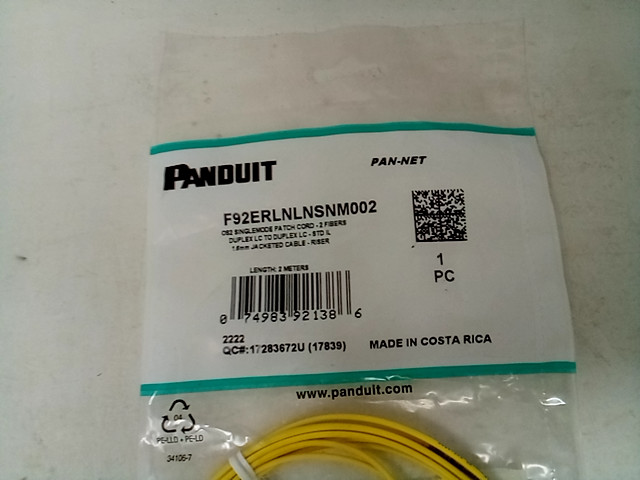 PANDUIT
PAN-NET
F92ERLNLNSNM002
OS2 SINGLEMODE PATCH CORD - 2 FIBERS
DUPLEX LC TO DUPLEX LC - STD IL
1.6mm JACKETED CABLE - RISER
1
PC
LENGTH: 2 METERS
0 74983 92138 6
2222
QC#:17283672U (17839)
MADE IN COSTA RICA
www.panduit.com
04
PE-LLD + PE-LD
34106-7